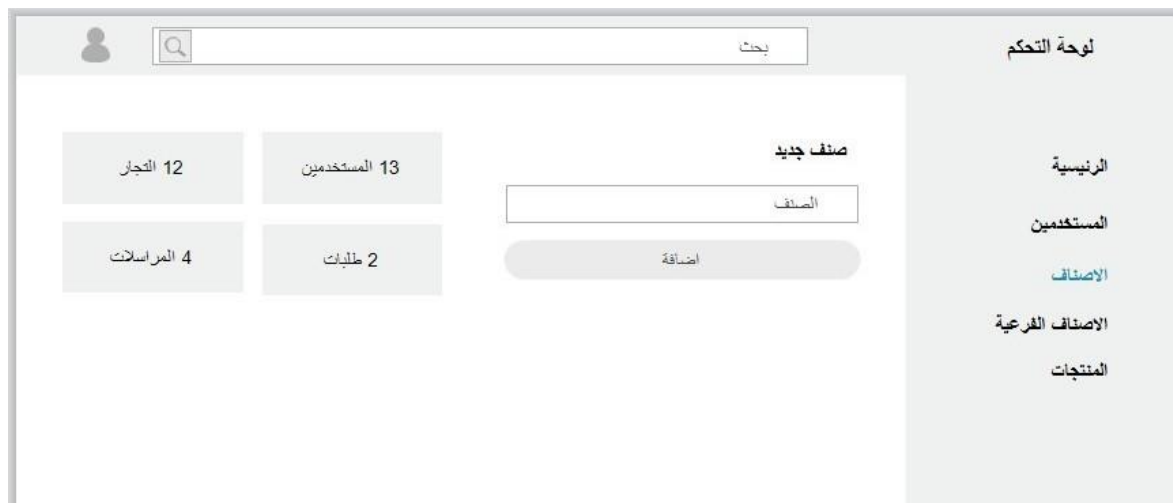 لوحة التحكم
بحث
الرئيسية
المستخدمين
الاصناف
الاصناف الفرعية
المنتجات
صنف جديد
الصنف
اضافة
13 المستخدمين
12 التجار
2 طلبات
4 المراسلات